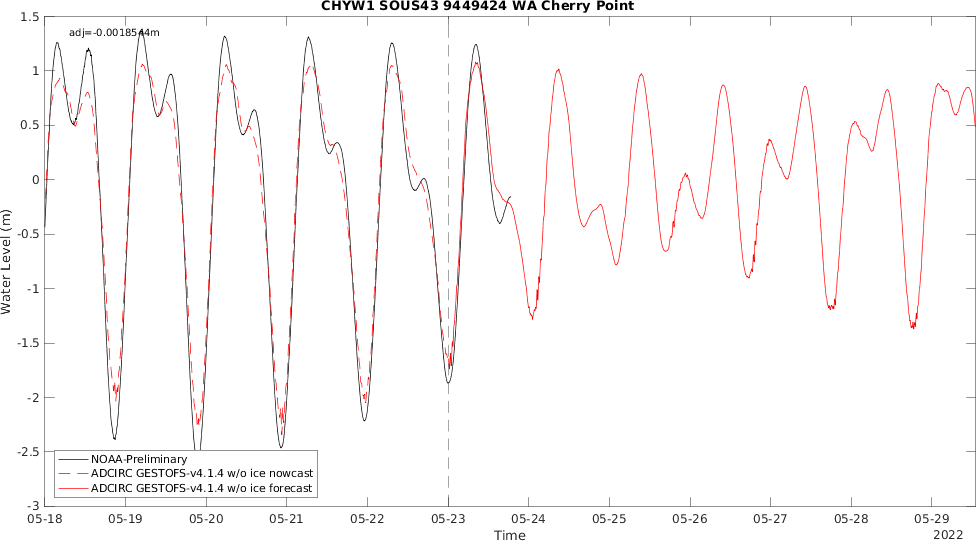 CHYW1 SOUS43 9449424 WA Cherry Point
adj=-0.0018544m
1.5
1
0.5
0
-0.5
-1
-1.5
-2
-2.5
-3
Water Level (m)
NOAA-Preliminary
ADCIRC GESTOFS-v4.1.4 w/o ice nowcast
ADCIRC GESTOFS-v4.1.4 w/o ice forecast
05-18 05-19 05-20 05-21 05-22 05-23 05-24 05-25 05-26 05-27 05-28 05-29
Time
2022